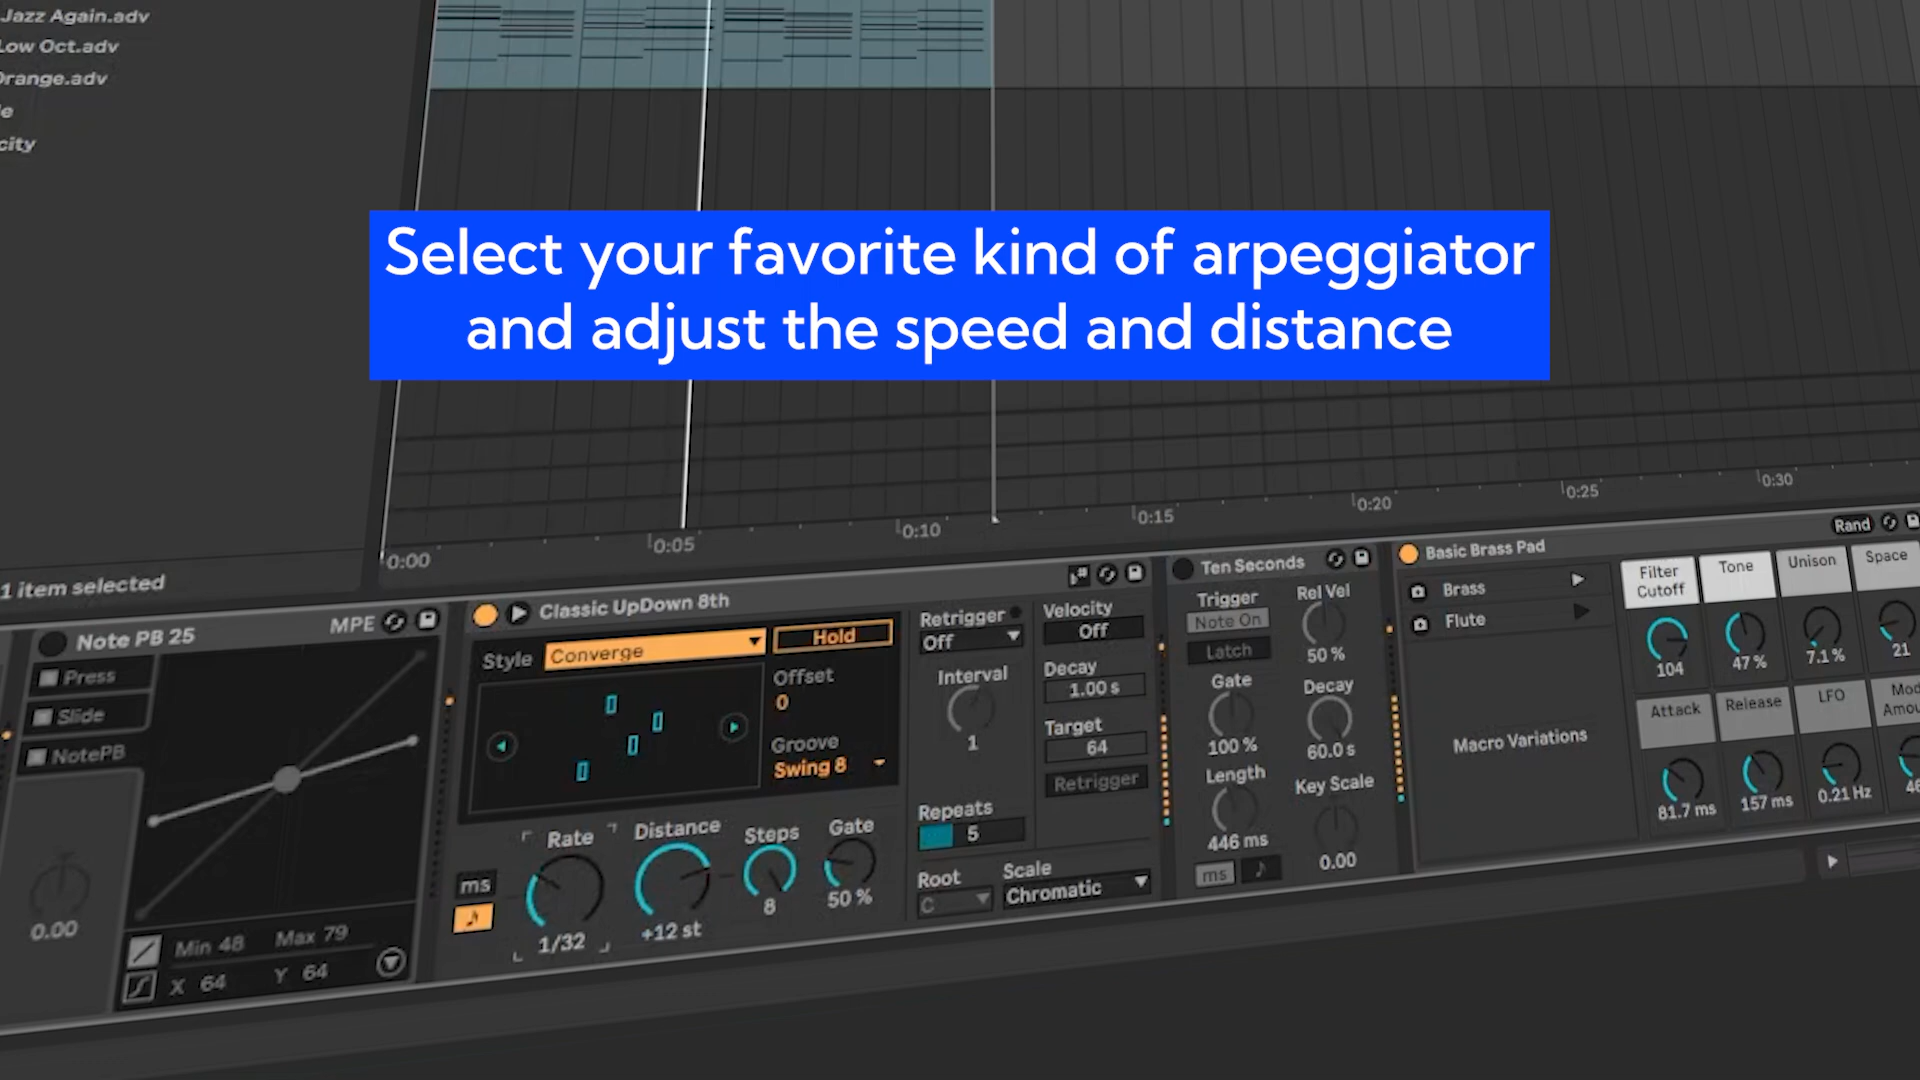 Jazz Again.adv
Low Oct.adv
Orange.adv
Select your favorite kind of arpeggiator
and adjust the speed and distance
0:00
0:05
0:10
0:15
0:20
0:25
0:30
1 item selected
Note PB 25
MPE
Press
Slide
NotePB
0.00
Min 48
Max 79
X 64
Y 64
Classic UpDown 8th
Style
Converge
Hold
Offset
0
Groove
Swing 8
Rate
1/32
Distance
+12 st
Steps
8
Gate
50 %
ms
Retrigger
Off
Interval
1
Repeats
5
Root
C
Scale
Chromatic
Velocity
Off
Decay
1.00 s
Target
64
Retrigger
Ten Seconds
Trigger
Note On
Latch
Gate
100 %
Length
446 ms
ms
Rel Vel
50 %
Decay
60.0 s
Key Scale
0.00
Basic Brass Pad
Rand
Brass
Flute
Macro Variations
Filter
Cutoff
104
Tone
47 %
Unison
7.1 %
Space
21
Attack
81.7 ms
Release
157 ms
LFO
0.21 Hz